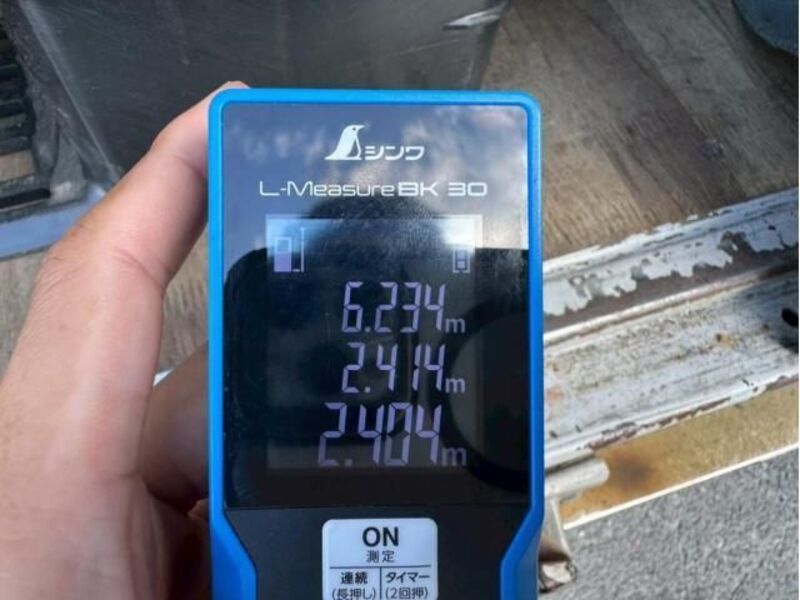 シンワ
L-Measure BK 30
6.234m
2.414m
2.404m
ON
測定
連続 タイマー
(長押し) (2回押)